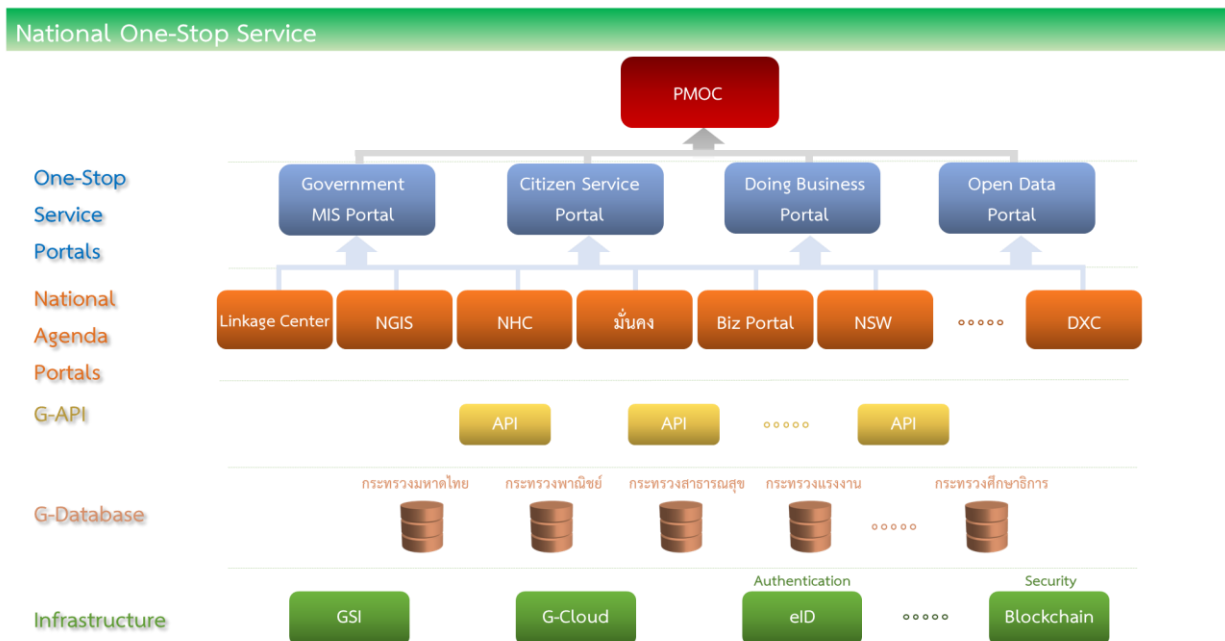 National One-Stop Service
PMOC
One-Stop
Service
Portals
Government
MIS Portal
Citizen Service
Portal
Doing Business
Portal
Open Data
Portal
National
Agenda
Portals
Linkage Center
NGIS
NHC
มั่นคง
Biz Portal
NSW
DXC
G-API
API
API
API
G-Database
กระทรวงมหาดไทย
กระทรวงพาณิชย์
กระทรวงสาธารณสุข
กระทรวงแรงงาน
กระทรวงศึกษาธิการ
Infrastructure
GSI
G-Cloud
Authentication
eID
Security
Blockchain